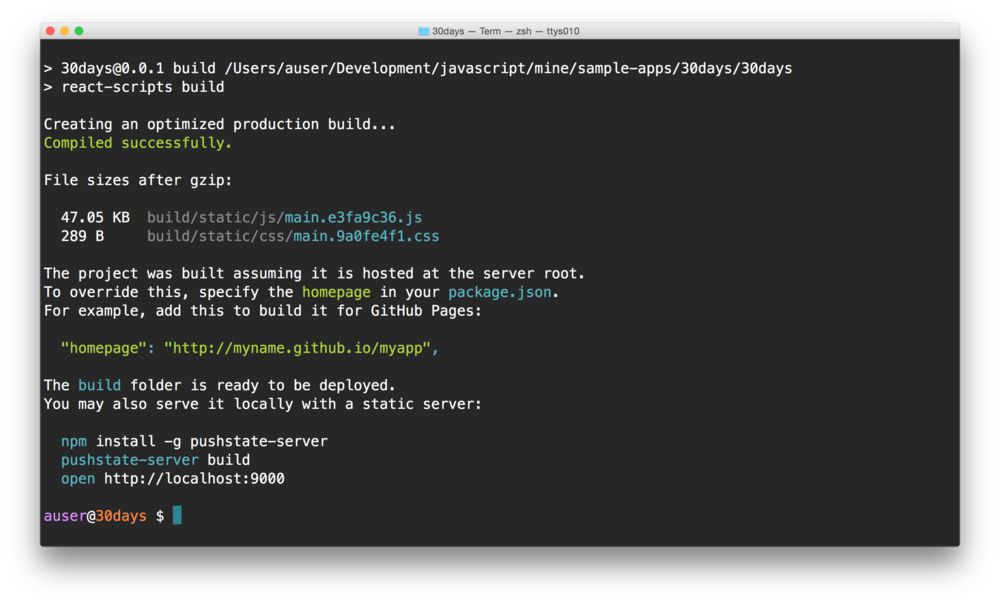 30days — Term — zsh — ttys010
> 30days@0.0.1 build /Users/auser/Development/javascript/mine/sample-apps/30days/30days
> react-scripts build
Creating an optimized production build...
Compiled successfully.
File sizes after gzip:
47.05 KB  build/static/js/main.e3fa9c36.js
289 B     build/static/css/main.9a0fe4f1.css
The project was built assuming it is hosted at the server root.
To override this, specify the homepage in your package.json.
For example, add this to build it for GitHub Pages:
"homepage": "http://myname.github.io/myapp",
The build folder is ready to be deployed.
You may also serve it locally with a static server:
npm install -g pushstate-server
pushstate-server build
open http://localhost:9000
auser@30days $